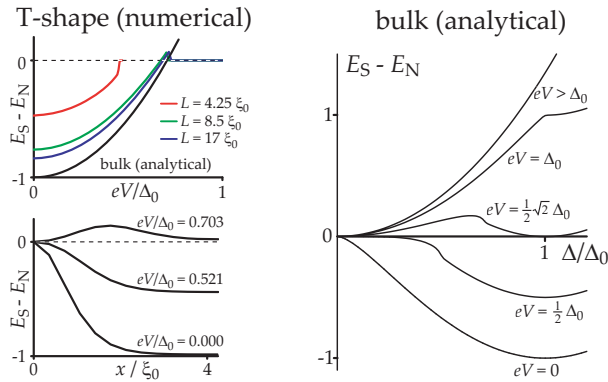 T-shape (numerical)
0
E_S - E_N
L = 4.25 ξ_0
L = 8.5 ξ_0
L = 17 ξ_0
bulk (analytical)
-1
0
eV/Δ_0
1
eV/Δ_0 = 0.703
0
E_S - E_N
eV/Δ_0 = 0.521
eV/Δ_0 = 0.000
-1
0
x / ξ_0
4
bulk (analytical)
E_S - E_N
eV > Δ_0
1
eV = Δ_0
eV = 1/2 √2 Δ_0
0
1
Δ/Δ_0
eV = 1/2 Δ_0
-1
eV = 0